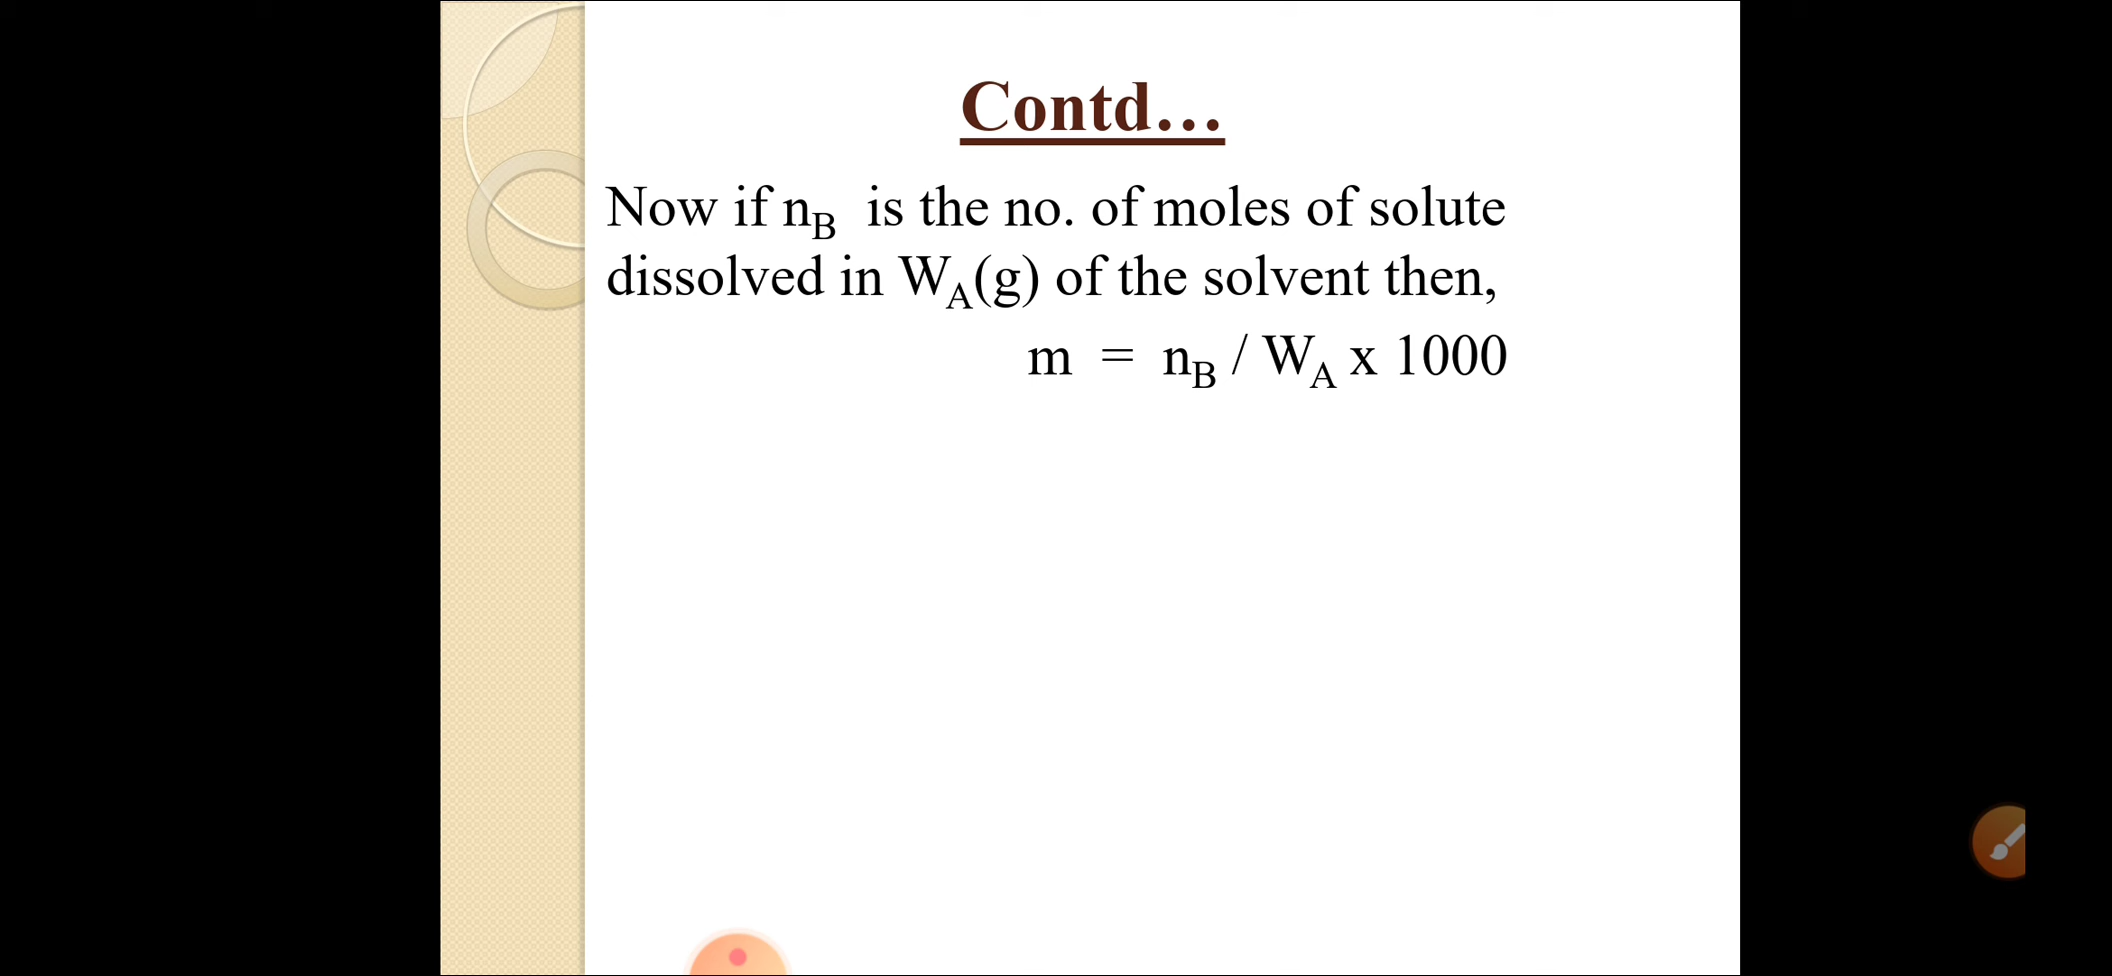 Contd...
Now if nB is the no. of moles of solute
dissolved in WA(g) of the solvent then,
m = nB / WA x 1000